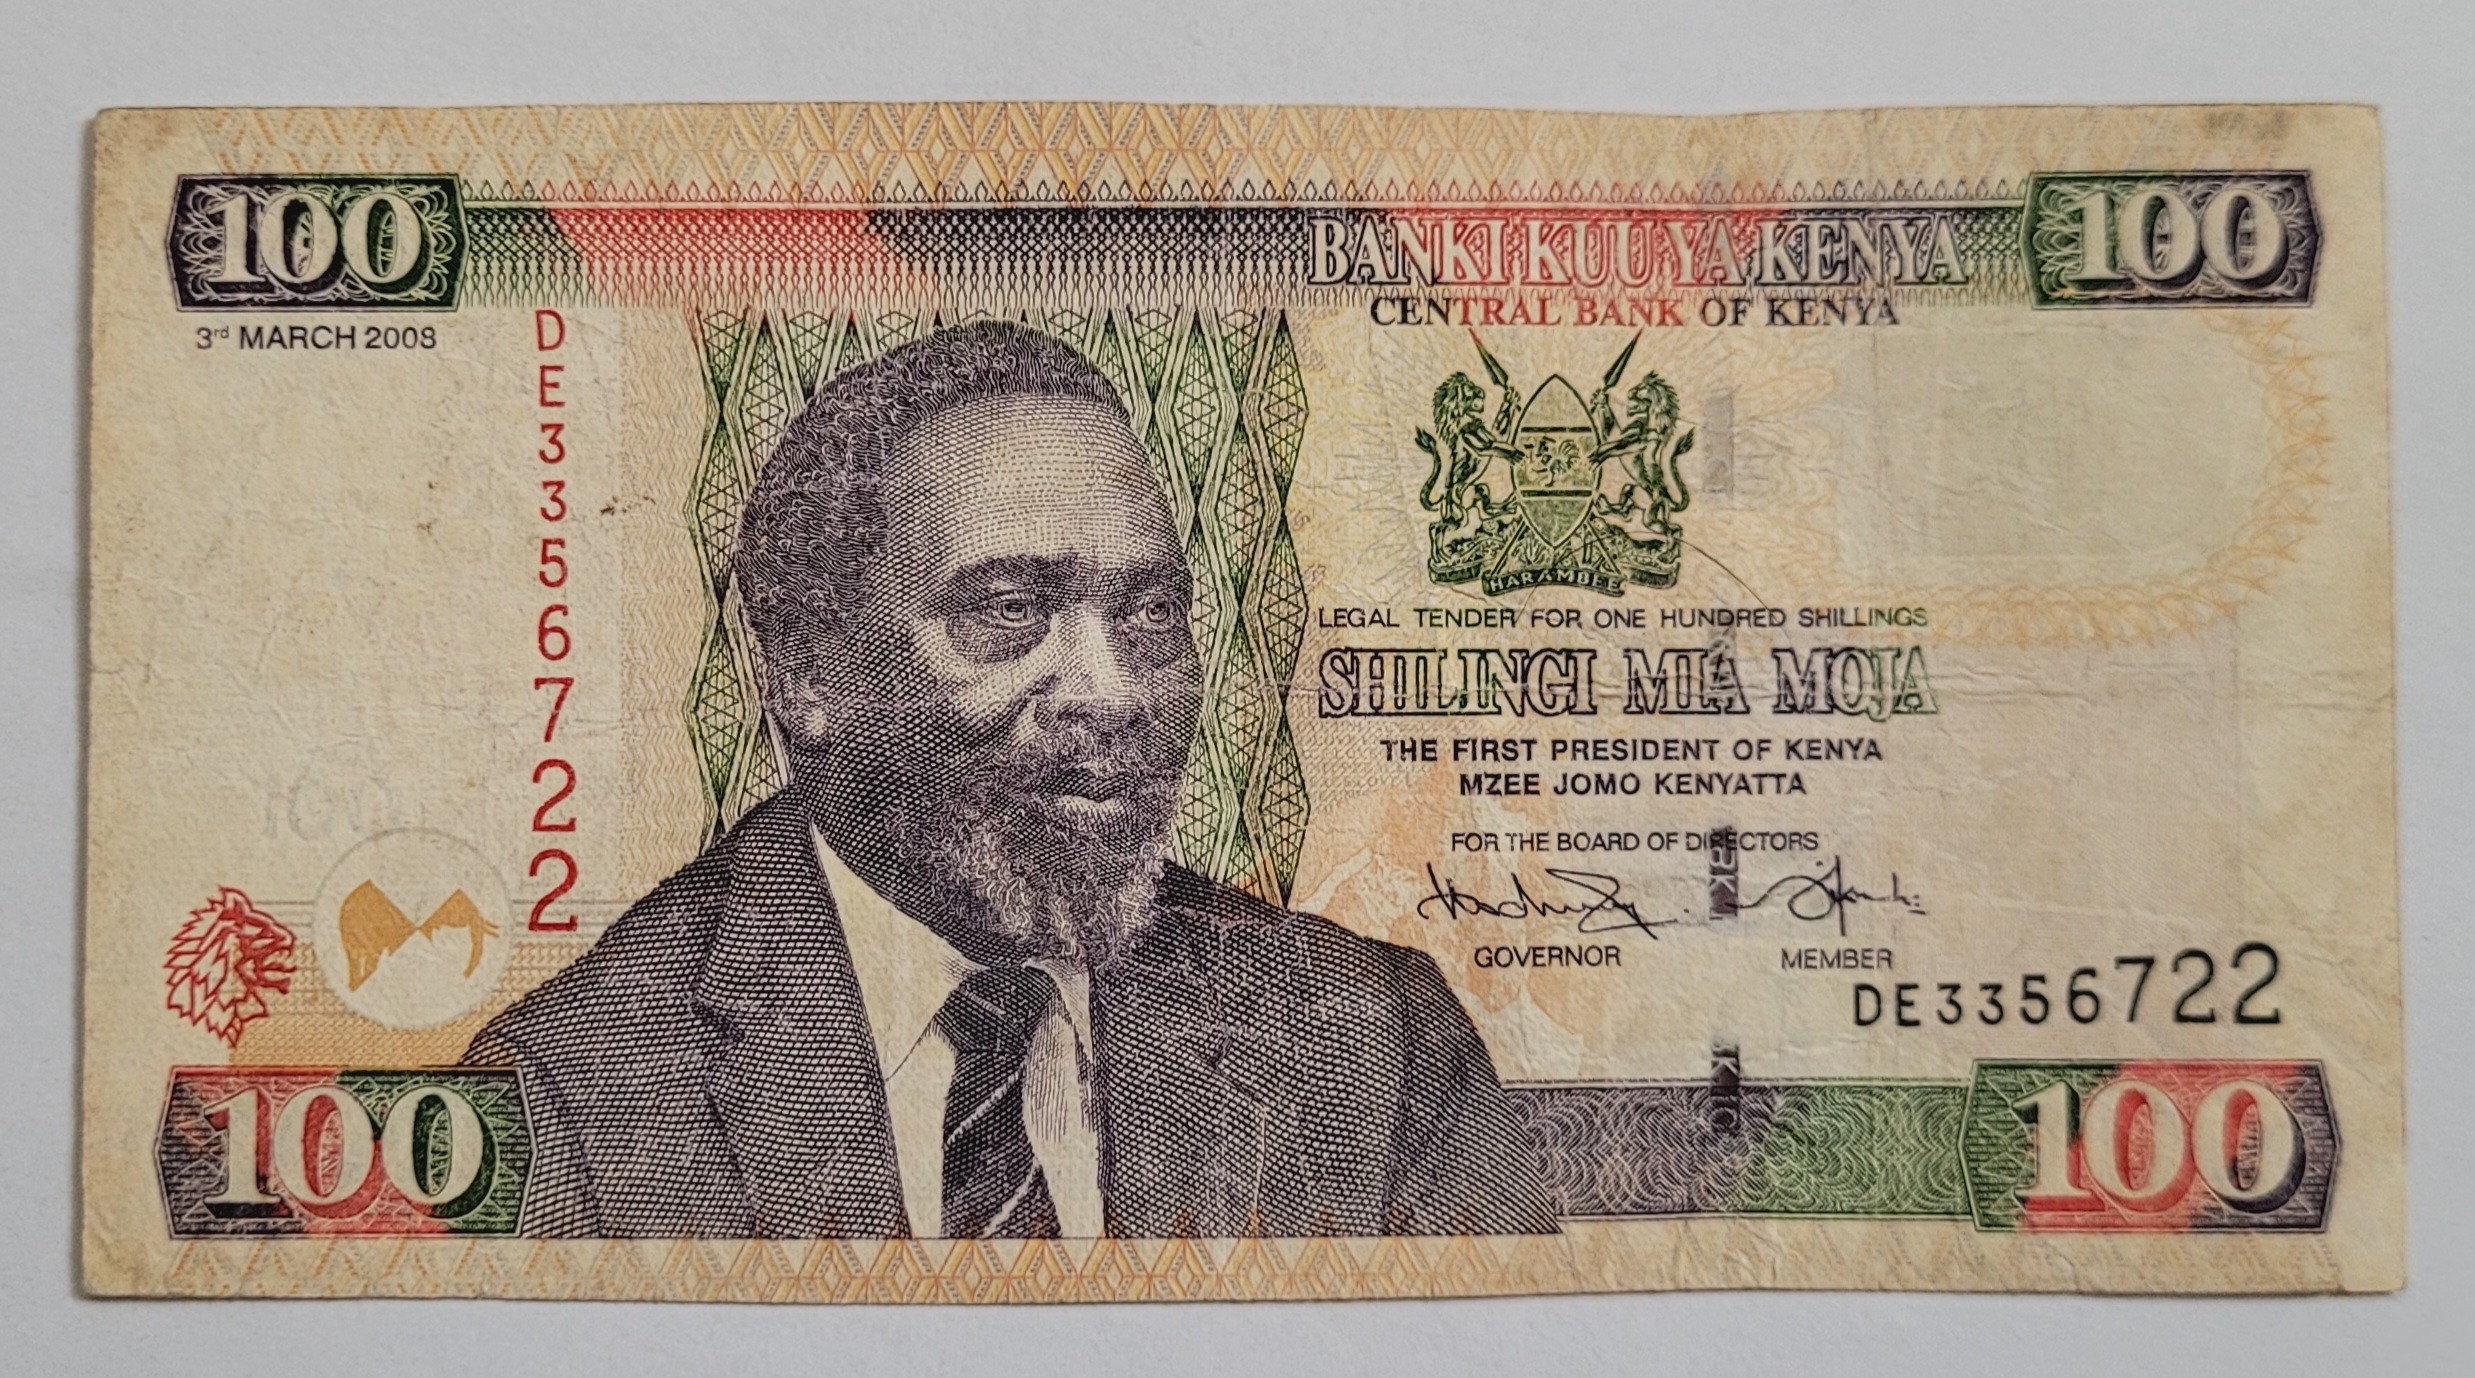 100
BANKI KUU YA KENYA
100
CENTRAL BANK OF KENYA
3rd MARCH 2008
DE3356722
HARAMBEE
LEGAL TENDER FOR ONE HUNDRED SHILLINGS
SHILINGI MIA MOJA
THE FIRST PRESIDENT OF KENYA
MZEE JOMO KENYATTA
FOR THE BOARD OF DIRECTORS
GOVERNOR
MEMBER
DE3356722
100
100